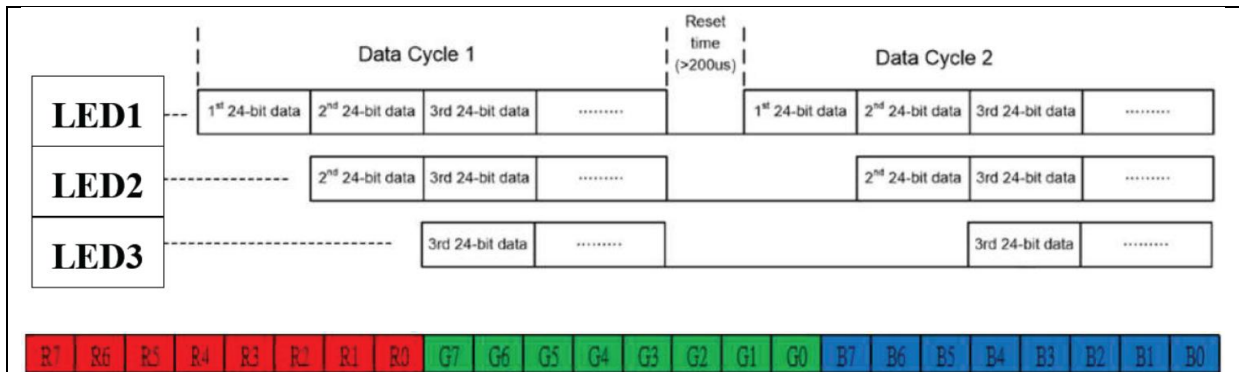 Reset
time
(>200us)
Data Cycle 1
Data Cycle 2
LED1
1st 24-bit data 2nd 24-bit data 3rd 24-bit data ......... 1st 24-bit data 2nd 24-bit data 3rd 24-bit data .........
LED2
2nd 24-bit data 3rd 24-bit data ......... 2nd 24-bit data 3rd 24-bit data .........
LED3
3rd 24-bit data ......... 3rd 24-bit data .........
R7 R6 R5 R4 R3 R2 R1 R0 G7 G6 G5 G4 G3 G2 G1 G0 B7 B6 B5 B4 B3 B2 B1 B0